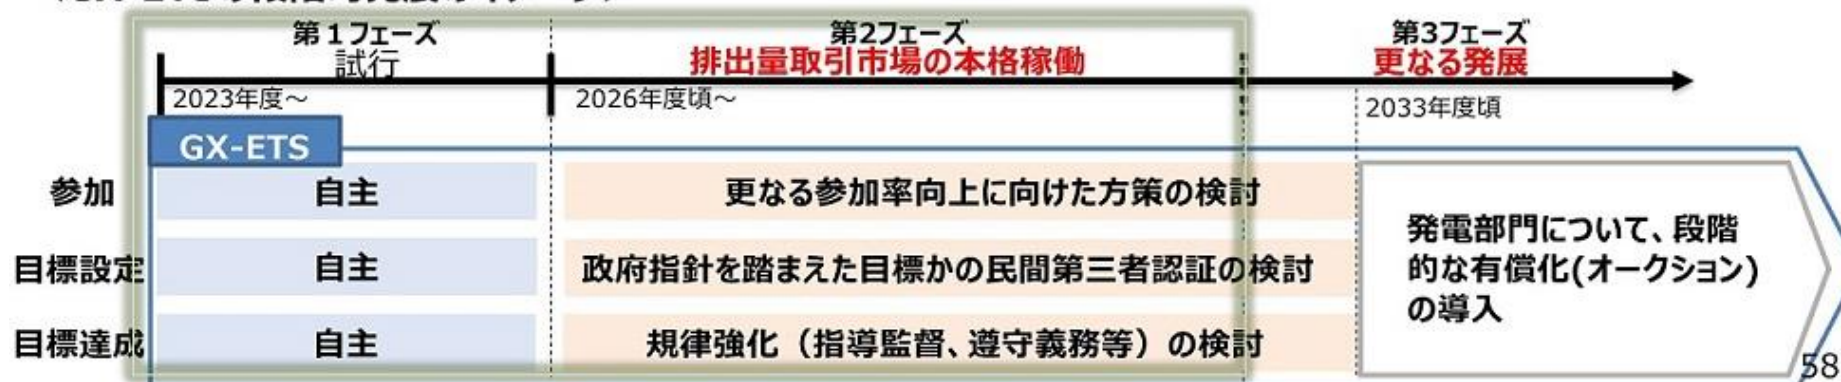 第1フェーズ
試行
2023年度～
第2フェーズ
排出量取引市場の本格稼働
2026年度頃～
第3フェーズ
更なる発展
2033年度頃
GX-ETS
参加
自主
更なる参加率向上に向けた方策の検討
目標設定
自主
政府指針を踏まえた目標かの民間第三者認証の検討
目標達成
自主
規律強化（指導監督、遵守義務等）の検討
発電部門について、段階
的な有償化(オークション)
の導入
58